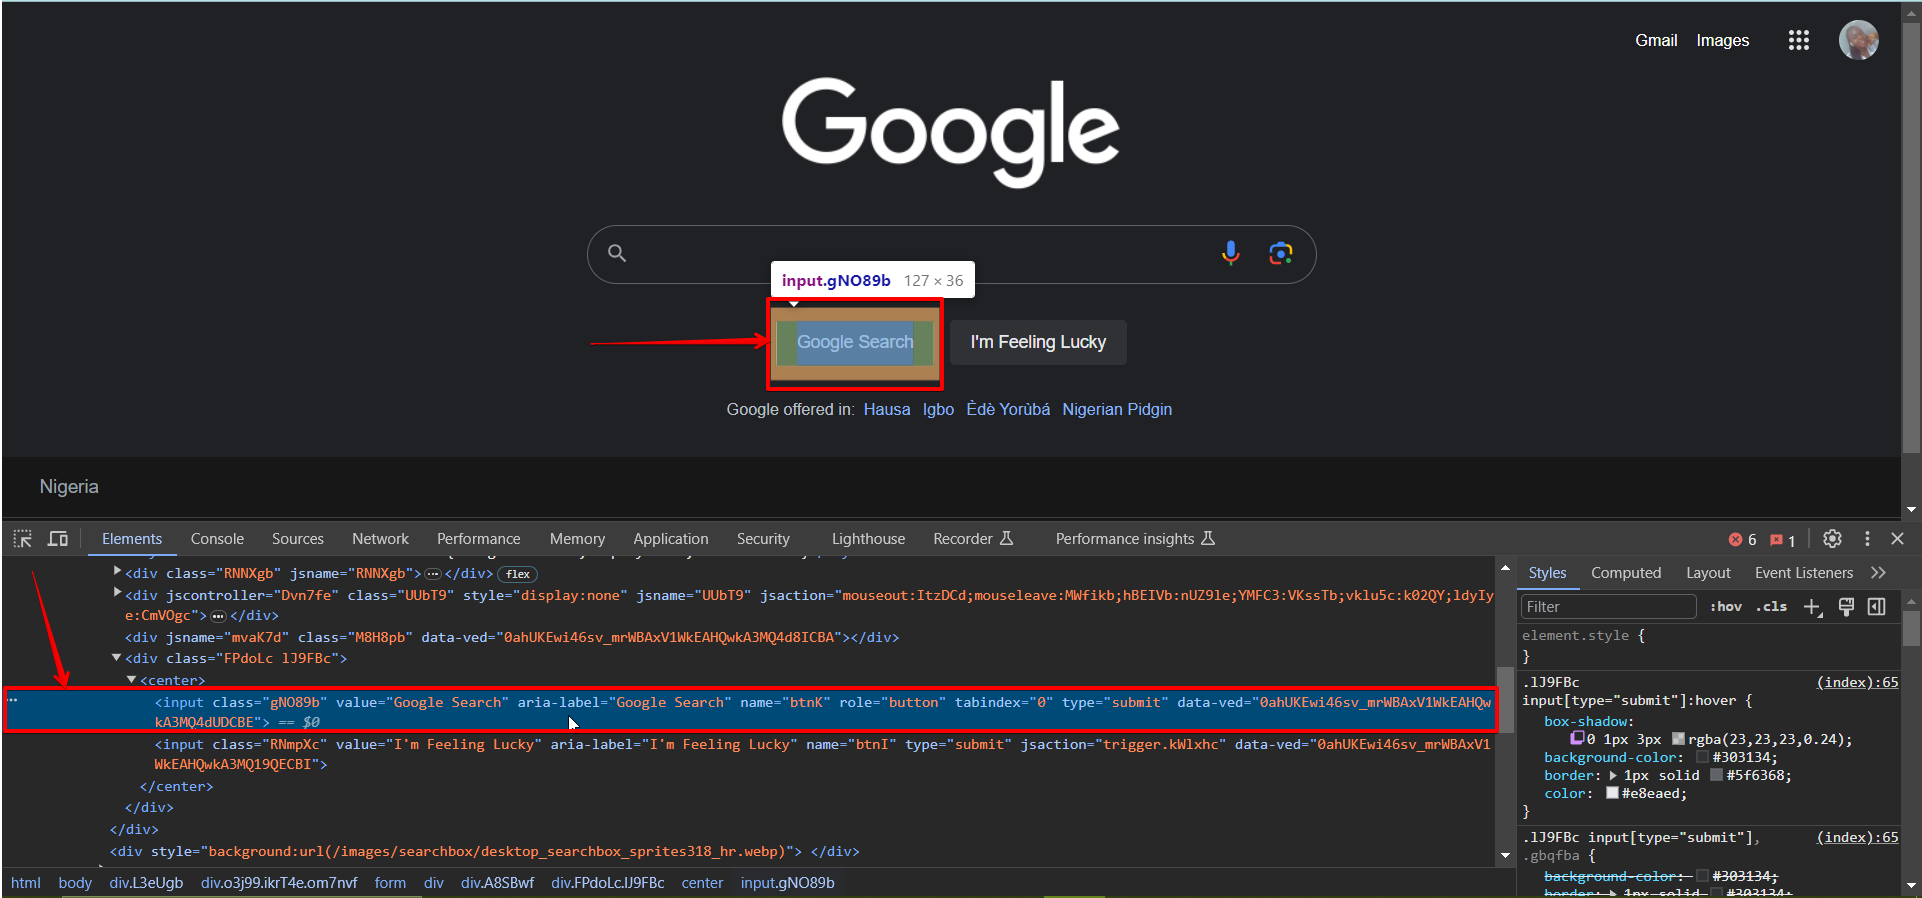 Gmail Images
Google
input.gNO89b 127 × 36
Google Search I'm Feeling Lucky
Google offered in: Hausa Igbo Èdè Yorùbá Nigerian Pidgin
Nigeria
Elements Console Sources Network Performance Memory Application Security Lighthouse Recorder Performance insights 6 1
<div class="RNNXgb" jsname="RNNXgb">…</div> flex
<div jscontroller="Dvn7fe" class="UUbT9" style="display:none" jsname="UUbT9" jsaction="mouseout:ItzDCd;mouseleave:MWfikb;hBEIVb:nUZ9le;YMFC3:VKssTb;vklu5c:k02QY;ldyIy
e:CmVOgc">…</div>
<div jsname="mvaK7d" class="M8H8pb" data-ved="0ahUKEwi46sv_mrWBAxV1WkEAHQwkA3MQ4d8ICBA"></div>
<div class="FPdoLc lJ9FBc">
<center>
… <input class="gNO89b" value="Google Search" aria-label="Google Search" name="btnK" role="button" tabindex="0" type="submit" data-ved="0ahUKEwi46sv_mrWBAxV1WkEAHQw
kA3MQ4dUDCBE"> == $0
<input class="RNmpXc" value="I'm Feeling Lucky" aria-label="I'm Feeling Lucky" name="btnI" type="submit" jsaction="trigger.kWlxhc" data-ved="0ahUKEwi46sv_mrWBAxV1
WkEAHQwkA3MQ19QECBI">
</center>
</div>
</div>
<div style="background:url(/images/searchbox/desktop_searchbox_sprites318_hr.webp)"> </div>
html body div.L3eUgb div.o3j99.ikrT4e.om7nvf form div div.A8SBwf div.FPdoLc.lJ9FBc center input.gNO89b
Styles Computed Layout Event Listeners
Filter :hov .cls
element.style {
}
.lJ9FBc (index):65
input[type="submit"]:hover {
box-shadow:
0 1px 3px rgba(23,23,23,0.24);
background-color: #303134;
border: 1px solid #5f6368;
color: #e8eaed;
}
.lJ9FBc input[type="submit"], (index):65
.gbqfba {
background-color: #303134;
border: 1px solid #303134;